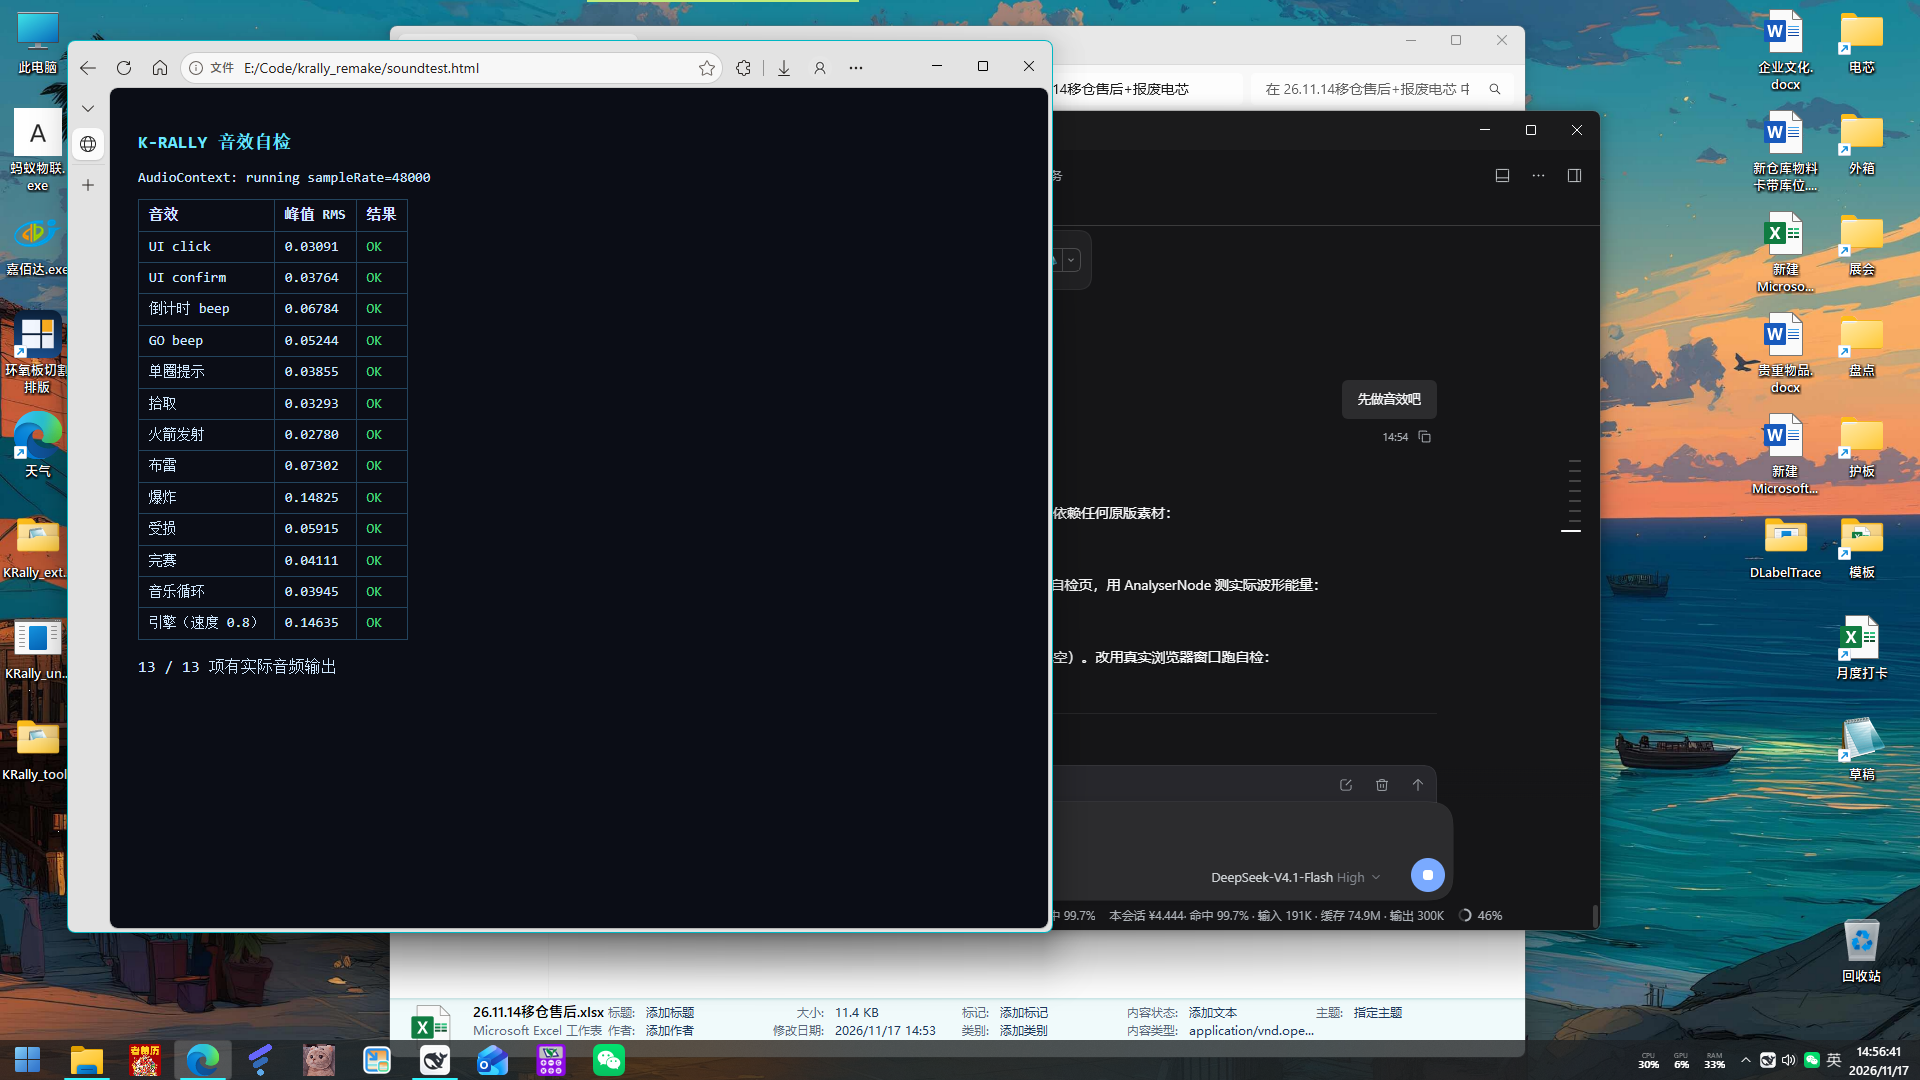 此电脑
蚂蚁物联.exe
嘉佰达.exe
环氧板切割排版
天气
KRally_ext.
KRally_un...
KRally_tool
文件 E:/Code/krally_remake/soundtest.html
K-RALLY 音效自检
AudioContext: running sampleRate=48000
音效 峰值 RMS 结果
UI click 0.03091 OK
UI confirm 0.03764 OK
倒计时 beep 0.06784 OK
GO beep 0.05244 OK
单圈提示 0.03855 OK
拾取 0.03293 OK
火箭发射 0.02780 OK
布雷 0.07302 OK
爆炸 0.14825 OK
受损 0.05915 OK
完赛 0.04111 OK
音乐循环 0.03945 OK
引擎（速度 0.8） 0.14635 OK
13 / 13 项有实际音频输出
14移仓售后+报废电芯
在 26.11.14移仓售后+报废电芯 中
务
先做音效吧
14:54
依赖任何原版素材：
自检页，用 AnalyserNode 测实际波形能量：
空）。改用真实浏览器窗口跑自检：
DeepSeek-V4.1-Flash High
中 99.7% 本会话 ¥4.444· 命中 99.7% · 输入 191K · 缓存 74.9M · 输出 300K 46%
26.11.14移仓售后.xlsx 标题: 添加标题 大小: 11.4 KB 标记: 添加标记 内容状态: 添加文本 主题: 指定主题
Microsoft Excel 工作表 作者: 添加作者 修改日期: 2026/11/17 14:53 类别: 添加类别 内容类型: application/vnd.ope...
企业文化.docx
电芯
新仓库物料卡带库位....
外箱
新建 Microso...
展会
贵重物品.docx
盘点
新建 Microsoft...
护板
DLabelTrace
模板
月度打卡
草稿
回收站
CPU 30%
GPU 6%
RAM 33%
英
14:56:41
2026/11/17